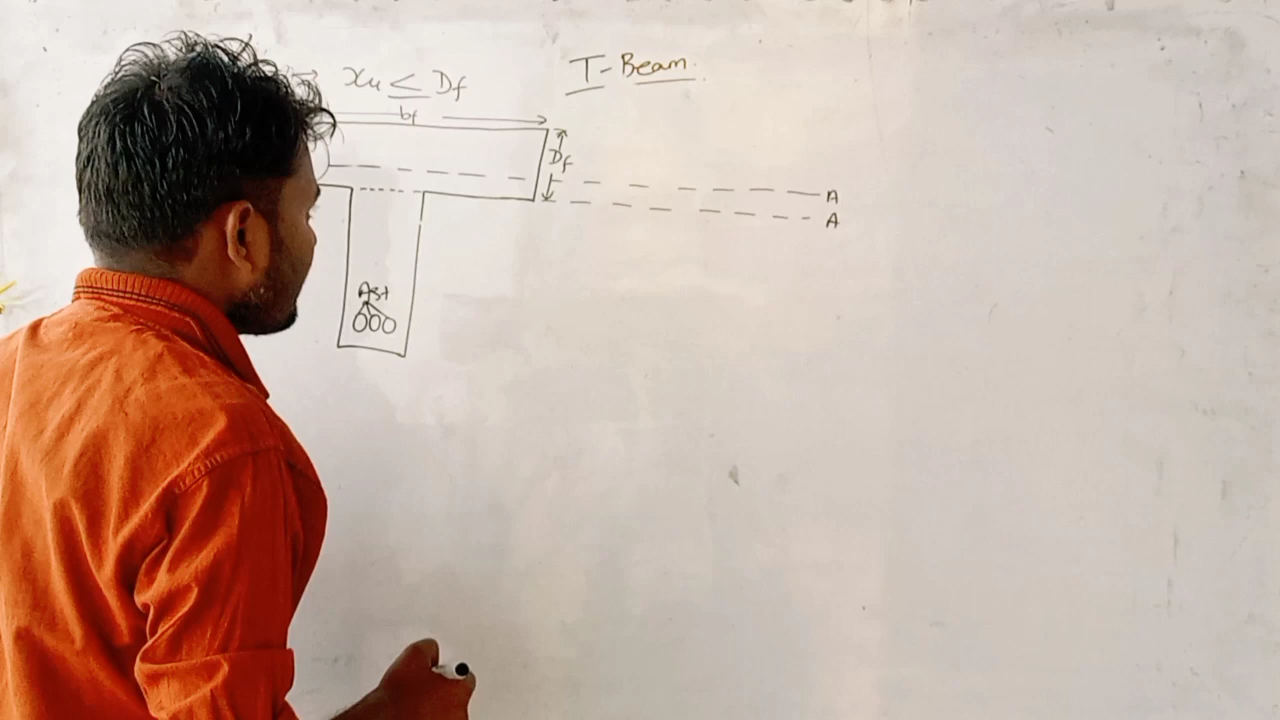 T-Beam
xu ≤ Df
bf
Df
A
A
Ast